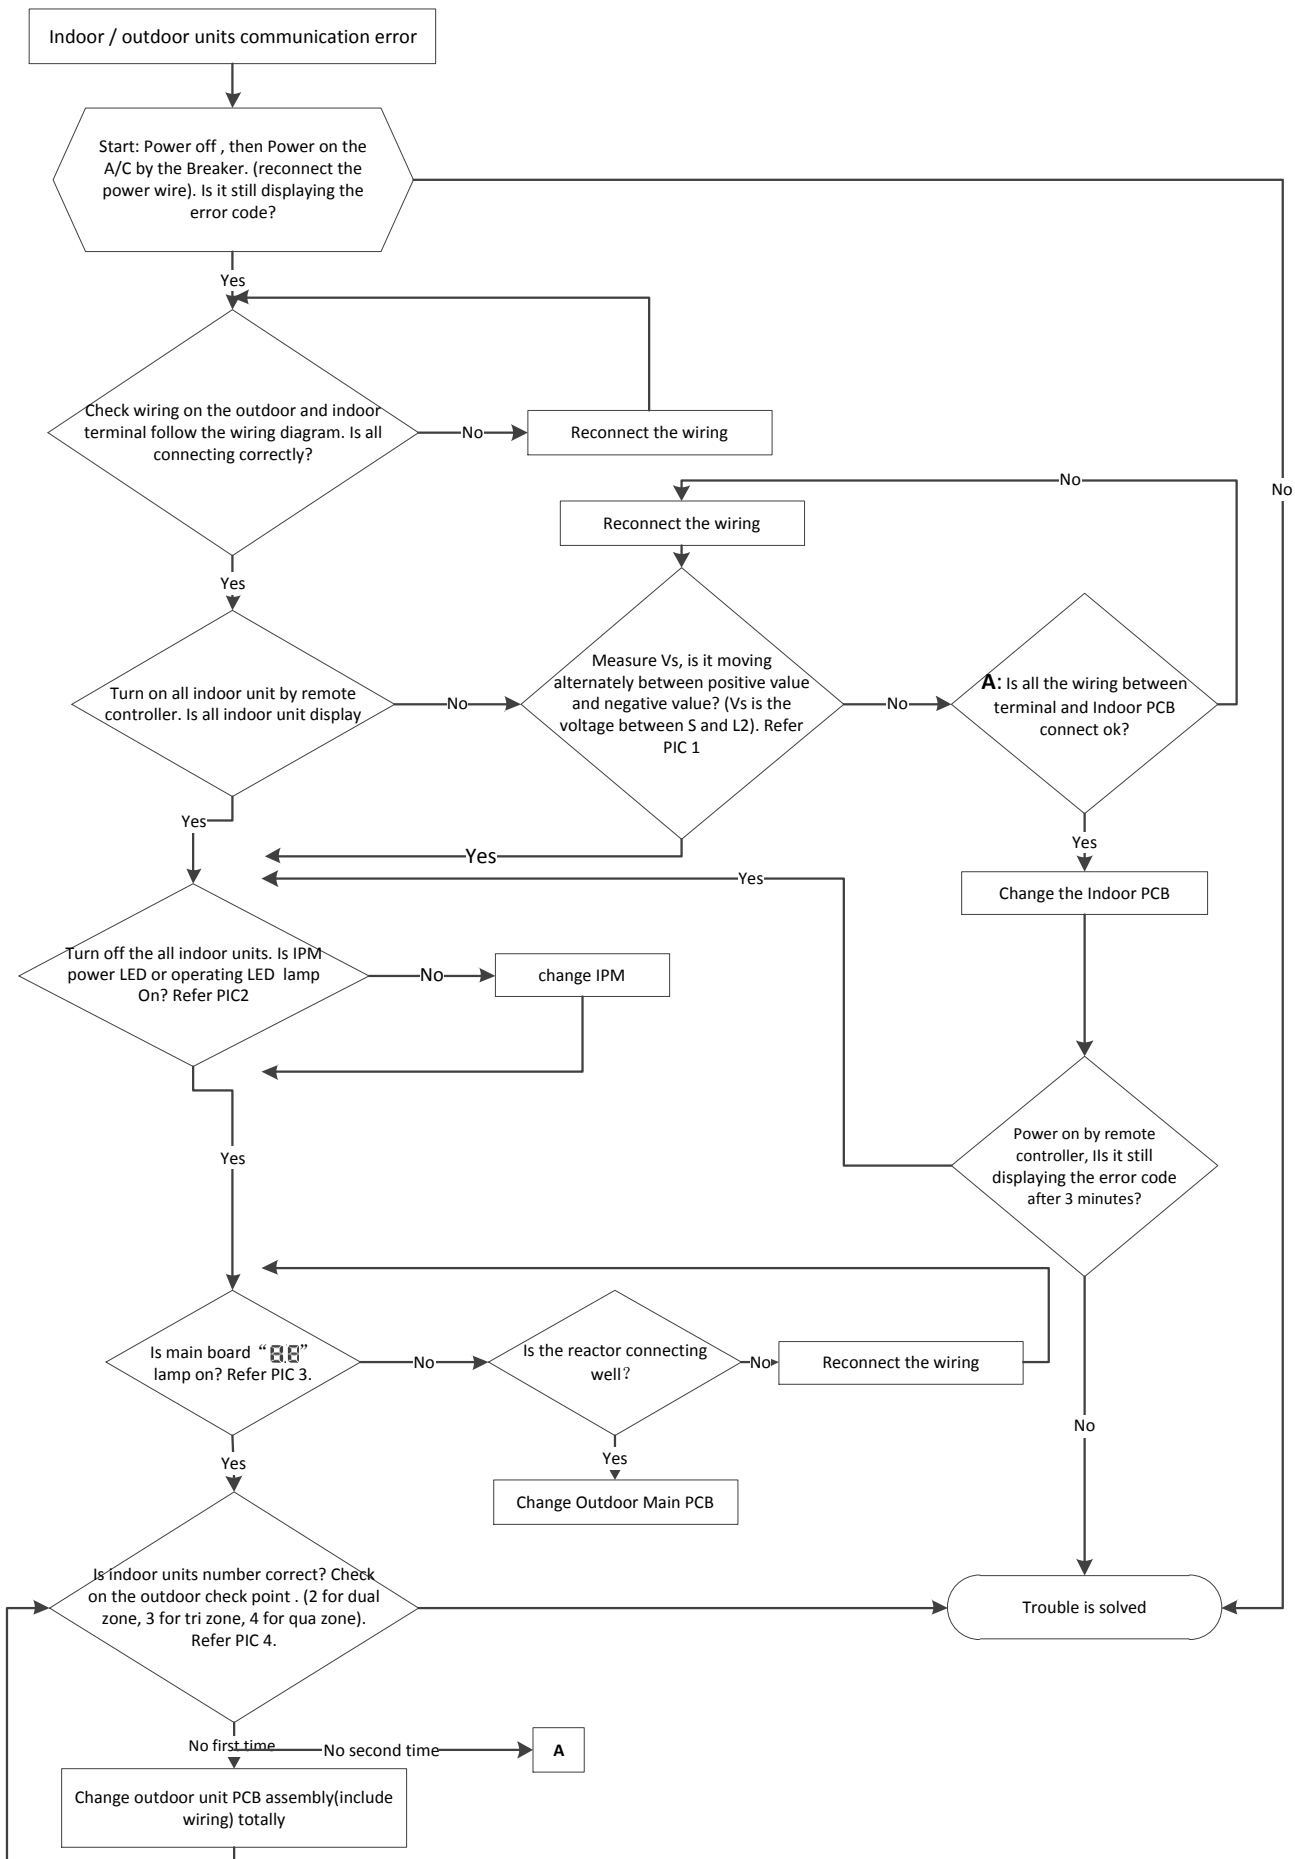 Indoor / outdoor units communication error
Start: Power off , then Power on the
A/C by the Breaker. (reconnect the
power wire). Is it still displaying the
error code?
Yes
No
Check wiring on the outdoor and indoor
terminal follow the wiring diagram. Is all
connecting correctly?
No
Reconnect the wiring
Yes
No
Reconnect the wiring
Turn on all indoor unit by remote
controller. Is all indoor unit display
No
Measure Vs, is it moving
alternately between positive value
and negative value? (Vs is the
voltage between S and L2). Refer
PIC 1
No
A: Is all the wiring between
terminal and Indoor PCB
connect ok?
Yes
Yes
Yes
Change the Indoor PCB
Yes
Turn off the all indoor units. Is IPM
power LED or operating LED lamp
On? Refer PIC2
No
change IPM
Yes
Power on by remote
controller, IIs it still
displaying the error code
after 3 minutes?
No
Is main board “8.8”
lamp on? Refer PIC 3.
No
Is the reactor connecting
well?
No
Reconnect the wiring
Yes
Yes
Change Outdoor Main PCB
Is indoor units number correct? Check
on the outdoor check point . (2 for dual
zone, 3 for tri zone, 4 for qua zone).
Refer PIC 4.
Trouble is solved
No first time
No second time
A
Change outdoor unit PCB assembly(include
wiring) totally